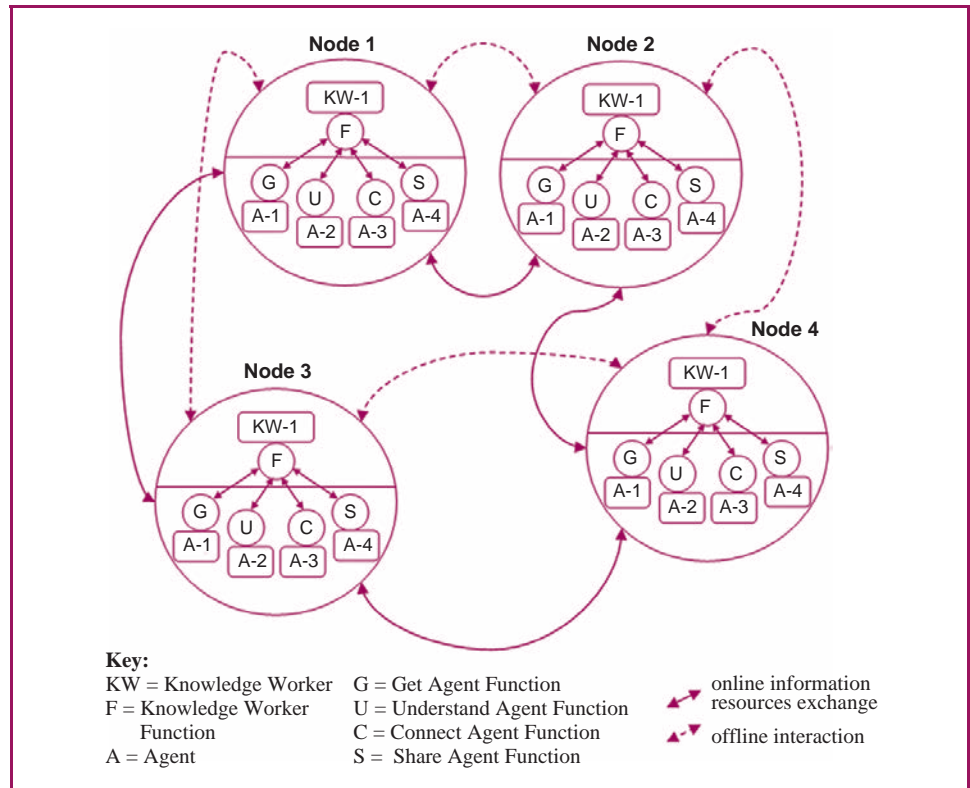 Node 1
Node 2
KW-1
KW-1
F
F
G
U
C
S
G
U
C
S
A-1
A-2
A-3
A-4
A-1
A-2
A-3
A-4
Node 3
Node 4
KW-1
KW-1
F
F
G
U
C
S
G
U
C
S
A-1
A-2
A-3
A-4
A-1
A-2
A-3
A-4
Key:
KW = Knowledge Worker
F = Knowledge Worker
Function
A = Agent
G = Get Agent Function
U = Understand Agent Function
C = Connect Agent Function
S = Share Agent Function
online information
resources exchange
offline interaction